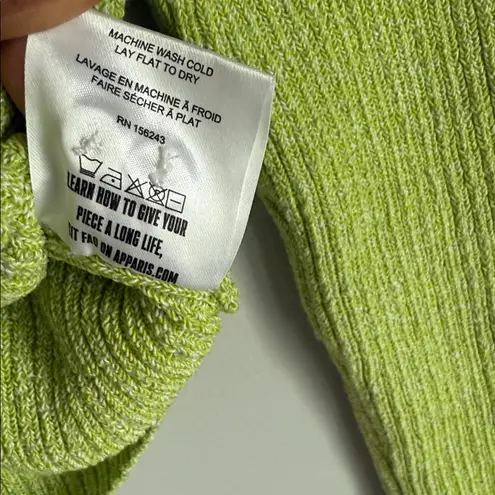 MACHINE WASH COLD
LAY FLAT TO DRY
LAVAGE EN MACHINE À FROID
FAIRE SÉCHER À PLAT
RN 156243
LEARN HOW TO GIVE YOUR
PIECE A LONG LIFE,
FAQ ON APPARIS.COM